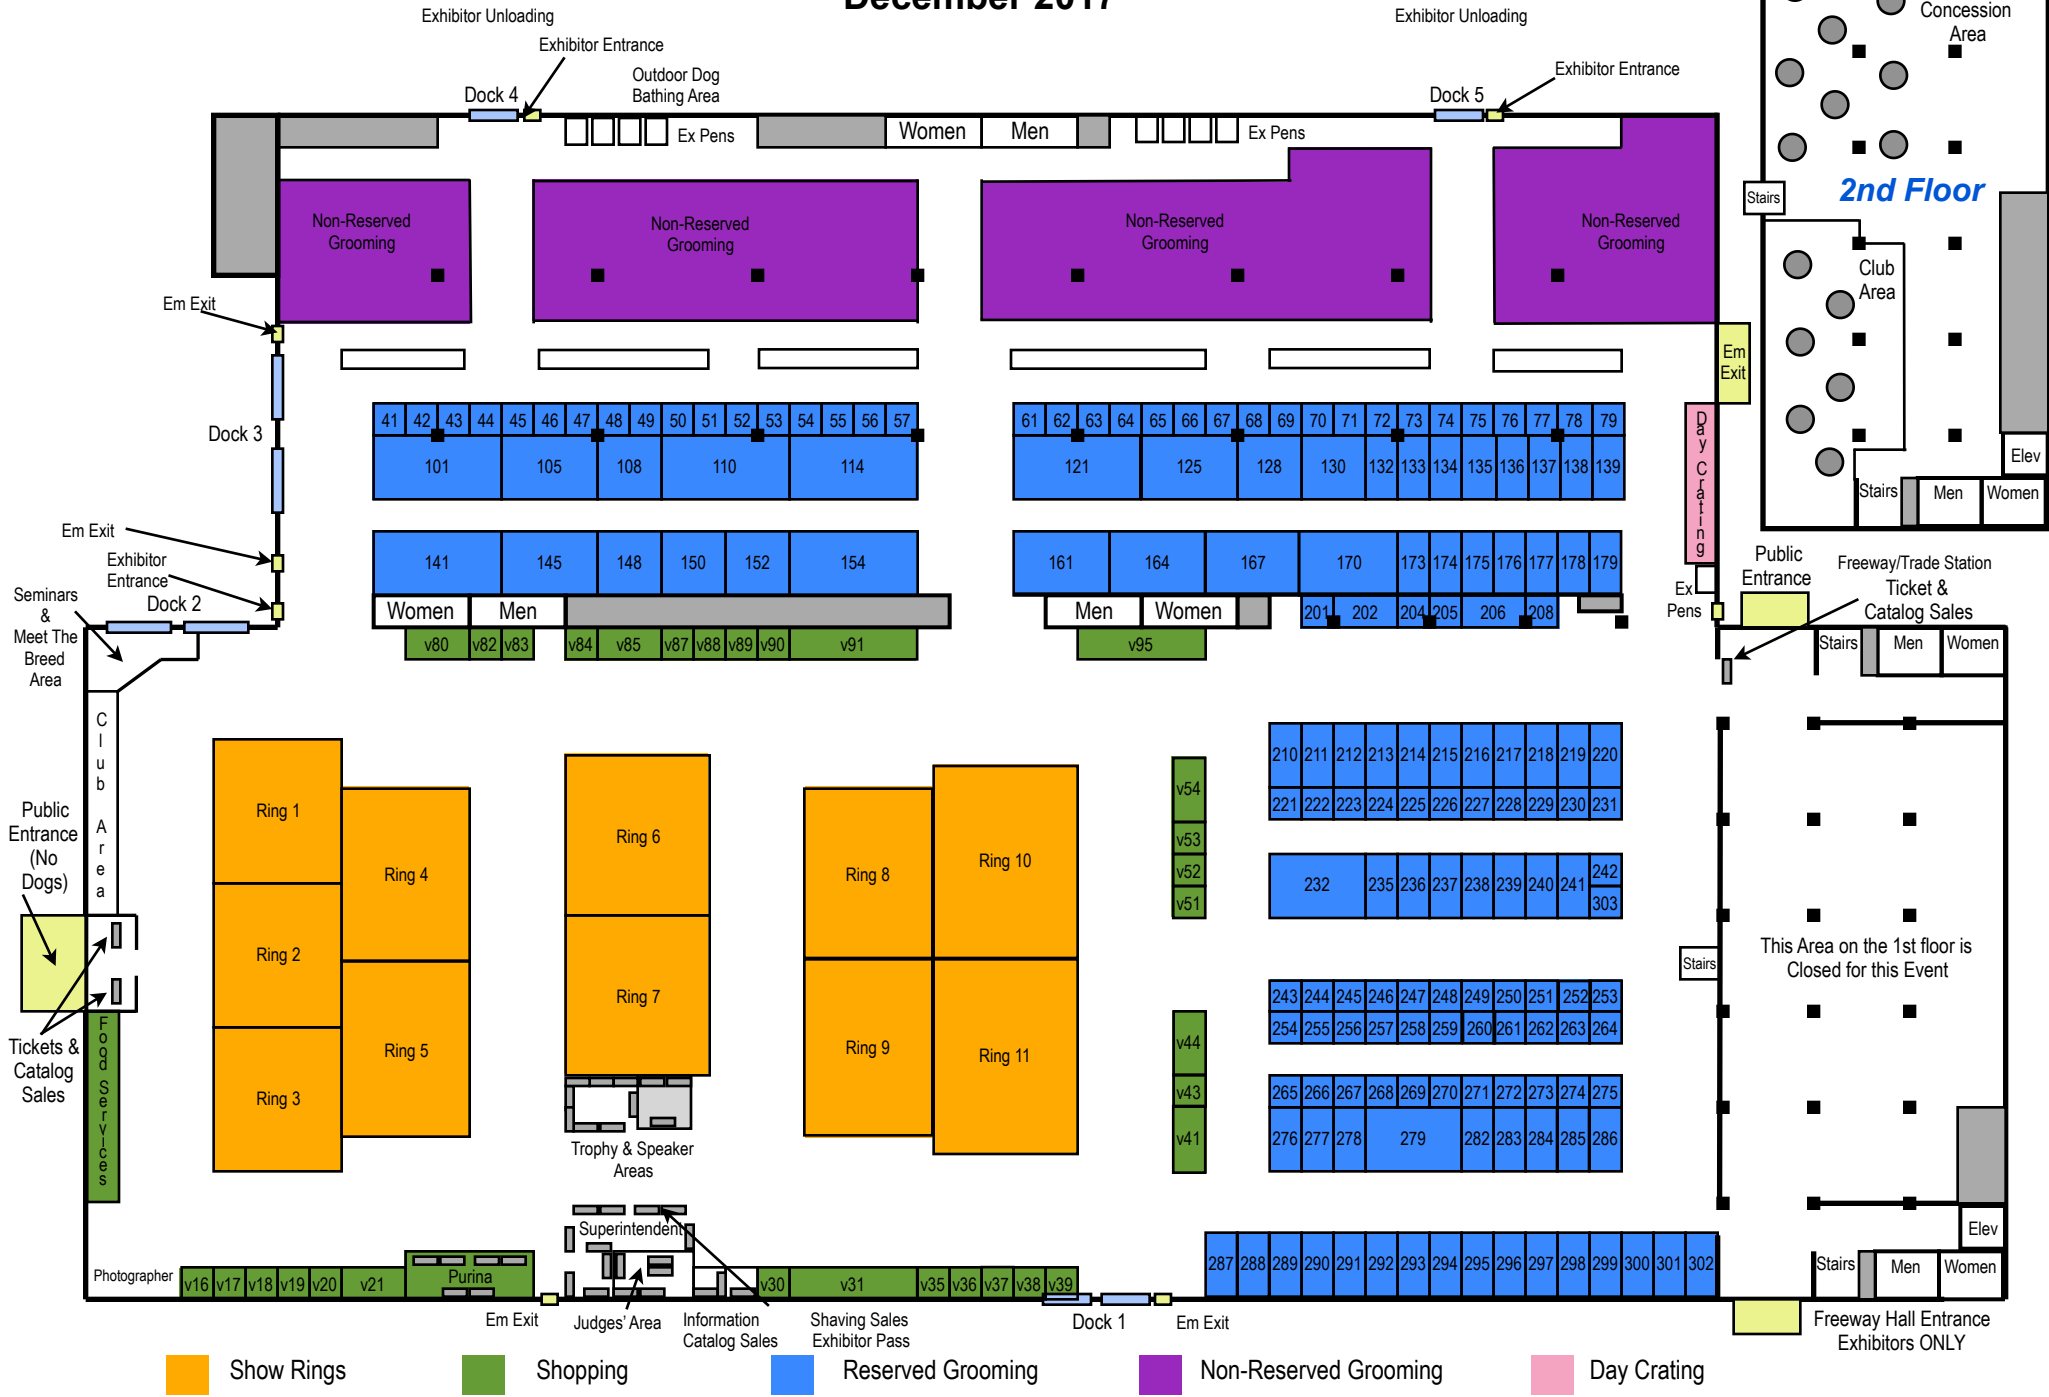 December 2017
Exhibitor Unloading
Exhibitor Unloading
Concession
Area
Exhibitor Entrance
Exhibitor Entrance
Outdoor Dog
Bathing Area
Dock 4
Dock 5
Ex Pens
Women
Men
Ex Pens
2nd Floor
Stairs
Non-Reserved
Grooming
Non-Reserved
Grooming
Non-Reserved
Grooming
Non-Reserved
Grooming
Club
Area
Em Exit
Em
Exit
41 42 43 44 45 46 47 48 49 50 51 52 53 54 55 56 57
61 62 63 64 65 66 67 68 69 70 71 72 73 74 75 76 77 78 79
Dock 3
101 105 108 110 114
121 125 128 130 132 133 134 135 136 137 138 139
Day Crating
Elev
Stairs
Men
Women
Em Exit
141 145 148 150 152 154
161 164 167 170 173 174 175 176 177 178 179
Exhibitor
Entrance
Public
Entrance
Freeway/Trade Station
Ticket &
Catalog Sales
Ex
Pens
Seminars
&
Meet The
Breed
Area
Dock 2
Women
Men
Men
Women
201 202 204 205 206 208
v80 v82 v83 v84 v85 v87 v88 v89 v90 v91
v95
Stairs
Men
Women
Club Area
210 211 212 213 214 215 216 217 218 219 220
221 222 223 224 225 226 227 228 229 230 231
v54
v53
v52
v51
Ring 1
Ring 4
Ring 6
Ring 8
Ring 10
232 235 236 237 238 239 240 241 242
303
Public
Entrance
(No
Dogs)
Ring 2
Ring 7
This Area on the 1st floor is
Closed for this Event
Stairs
243 244 245 246 247 248 249 250 251 252 253
254 255 256 257 258 259 260 261 262 263 264
Tickets &
Catalog
Sales
Food Services
Ring 5
Ring 9
Ring 11
v44
v43
v41
Ring 3
265 266 267 268 269 270 271 272 273 274 275
276 277 278 279 282 283 284 285 286
Trophy & Speaker
Areas
Superintendent
Elev
Photographer
v16 v17 v18 v19 v20 v21
Purina
v30 v31 v35 v36 v37 v38 v39
287 288 289 290 291 292 293 294 295 296 297 298 299 300 301 302
Stairs
Men
Women
Em Exit
Judges' Area
Information
Catalog Sales
Shaving Sales
Exhibitor Pass
Dock 1
Em Exit
Freeway Hall Entrance
Exhibitors ONLY
Show Rings
Shopping
Reserved Grooming
Non-Reserved Grooming
Day Crating